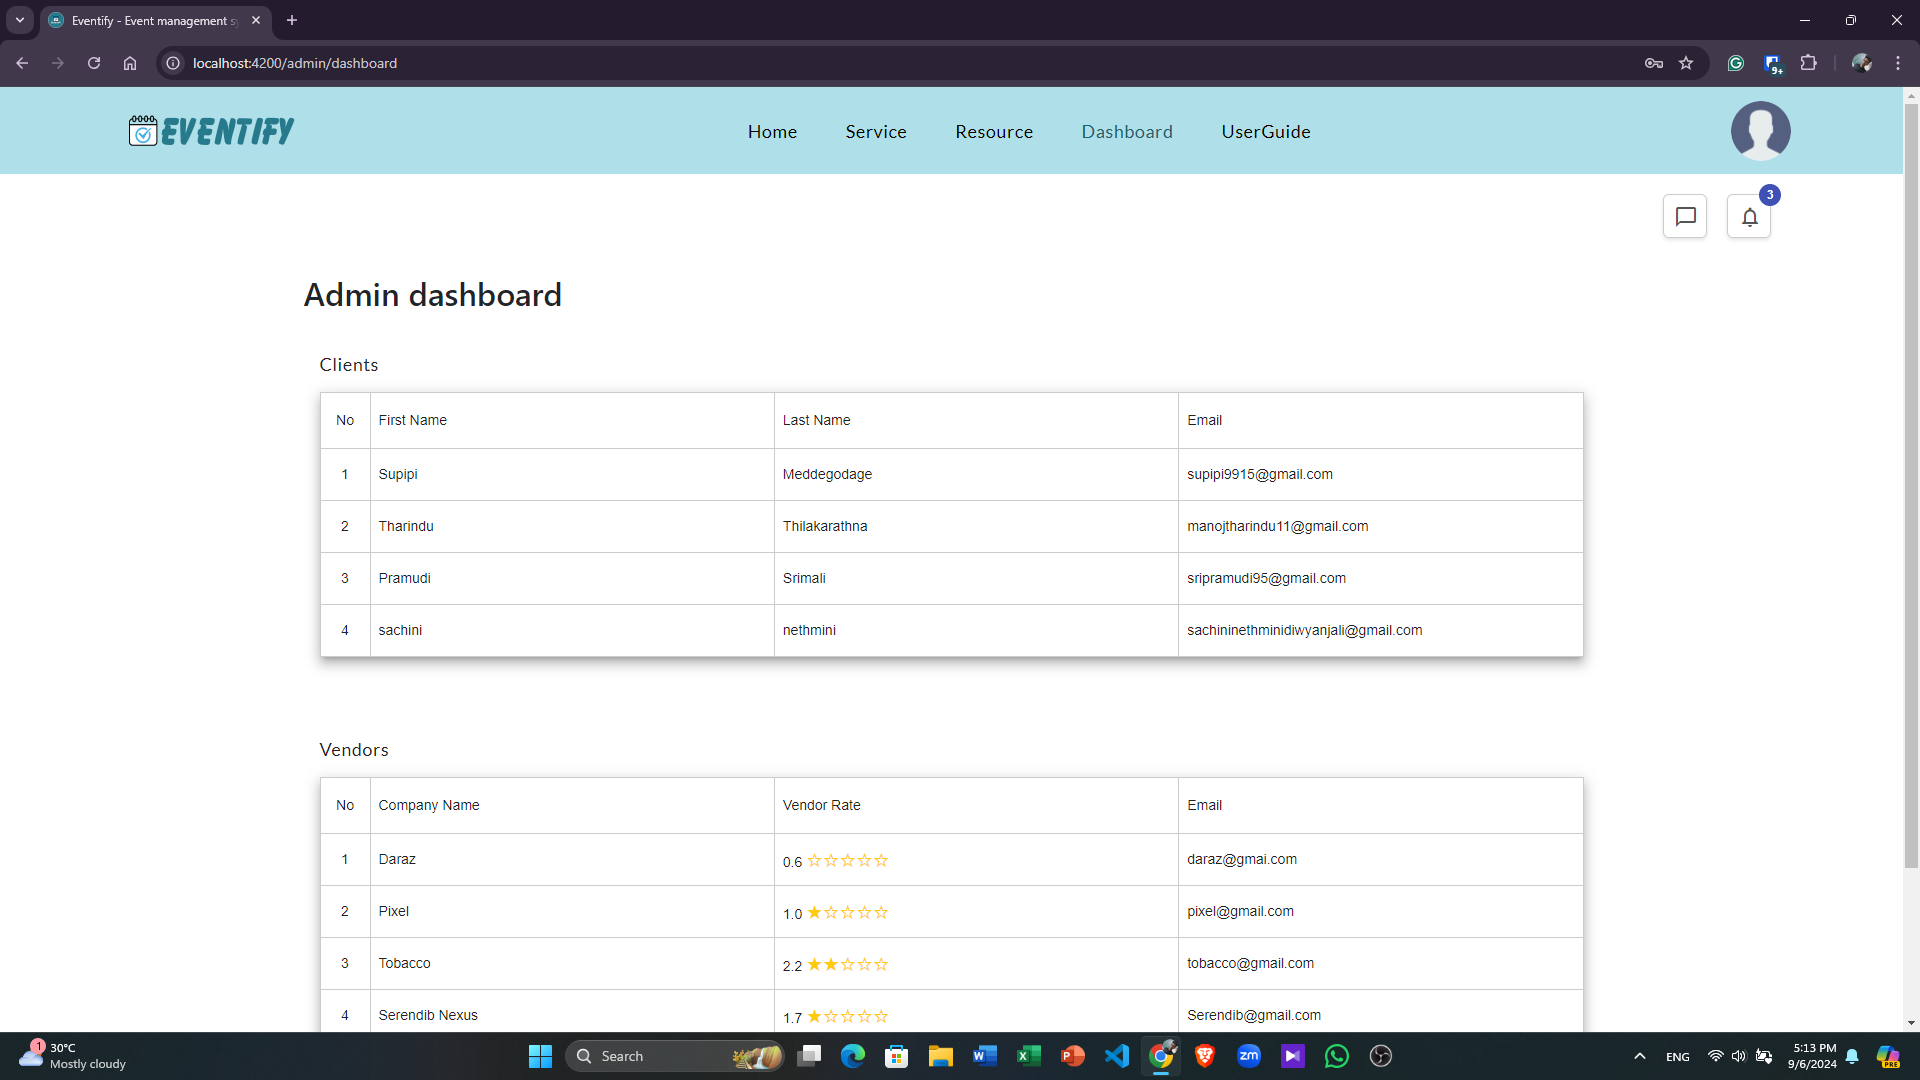 Eventify - Event management s
localhost:4200/admin/dashboard
9+
EVENTIFY
Home Service Resource Dashboard UserGuide
3
Admin dashboard
Clients
No First Name Last Name Email
1 Supipi Meddegodage supipi9915@gmail.com
2 Tharindu Thilakarathna manojtharindu11@gmail.com
3 Pramudi Srimali sripramudi95@gmail.com
4 sachini nethmini sachininethminidiwyanjali@gmail.com
Vendors
No Company Name Vendor Rate Email
1 Daraz 0.6 ☆☆☆☆☆ daraz@gmai.com
2 Pixel 1.0 ★☆☆☆☆ pixel@gmail.com
3 Tobacco 2.2 ★★☆☆☆ tobacco@gmail.com
4 Serendib Nexus 1.7 ★☆☆☆☆ Serendib@gmail.com
1 30°C
Mostly cloudy
Search
zm
ENG
5:13 PM
9/6/2024
PRE